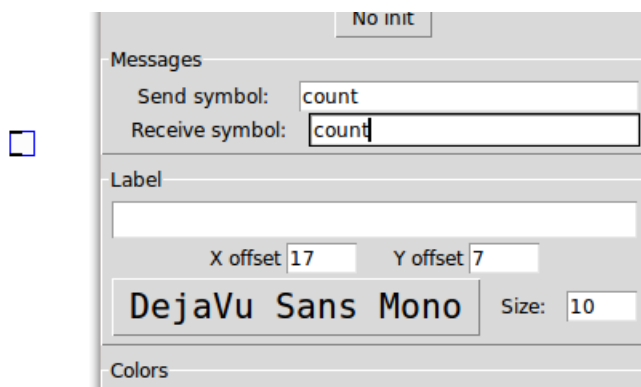 No init
Messages
Send symbol: count
Receive symbol: count
Label
X offset 17 Y offset 7
DejaVu Sans Mono Size: 10
Colors